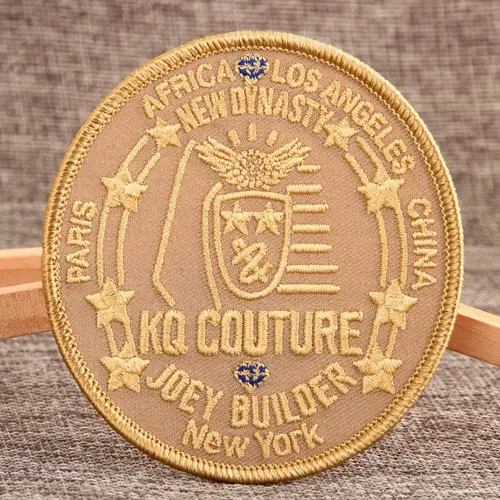 AFRICA LOS ANGELES
NEW DYNASTY
PARIS
CHINA
KQ COUTURE
JOEY BUILDER
New York